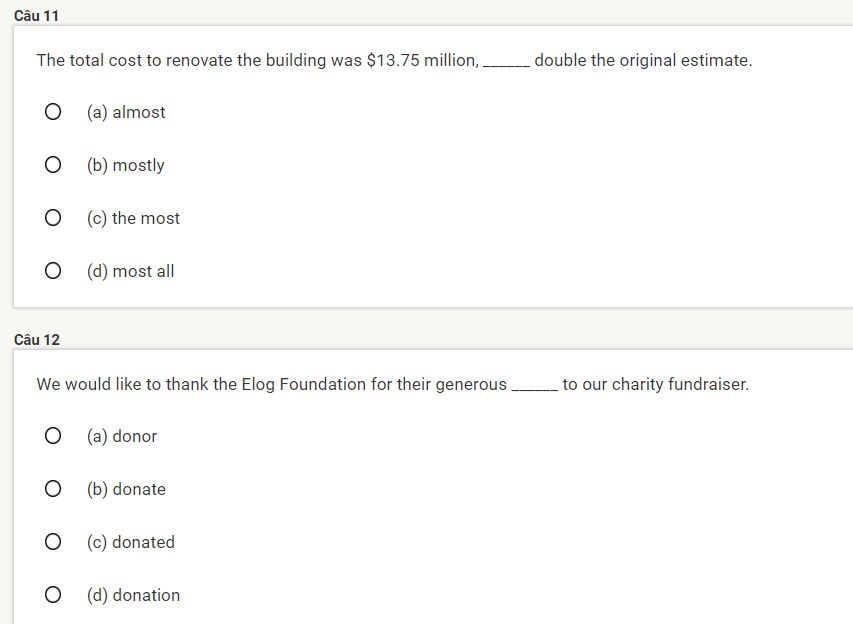 Câu 11
The total cost to renovate the building was $13.75 million, ______ double the original estimate.
(a) almost
(b) mostly
(c) the most
(d) most all
Câu 12
We would like to thank the Elog Foundation for their generous ______ to our charity fundraiser.
(a) donor
(b) donate
(c) donated
(d) donation